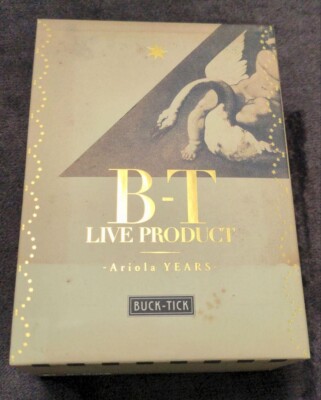 B-T
LIVE PRODUCT
-Ariola YEARS-
BUCK-TICK